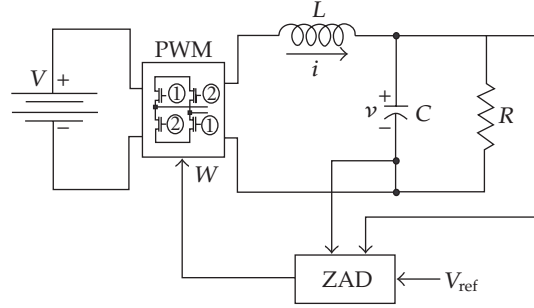 L
PWM
i
V
+
−
① ②
② ①
+
v
−
C
R
W
ZAD
V_ref